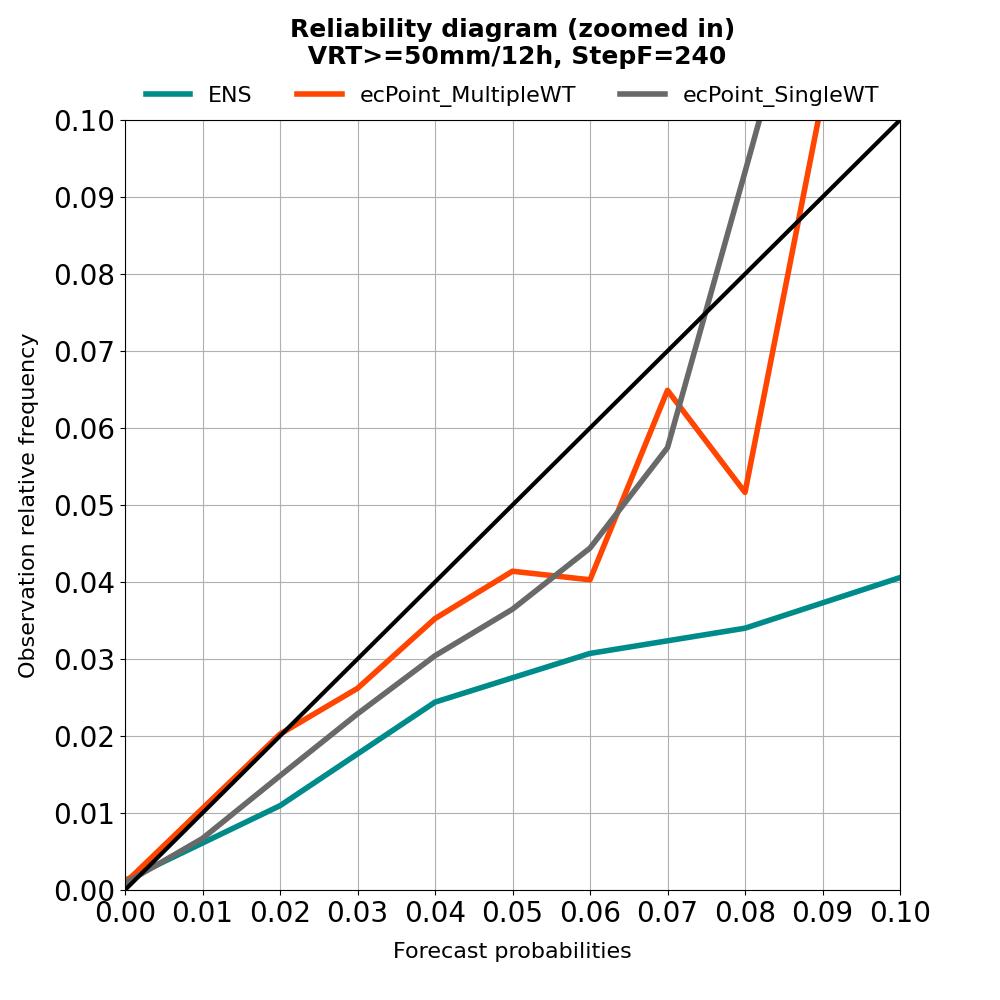 Reliability diagram (zoomed in)
VRT>=50mm/12h, StepF=240
ENS ecPoint_MultipleWT ecPoint_SingleWT
0.10
0.09
0.08
0.07
0.06
0.05
0.04
0.03
0.02
0.01
0.00
Observation relative frequency
0.00 0.01 0.02 0.03 0.04 0.05 0.06 0.07 0.08 0.09 0.10
Forecast probabilities